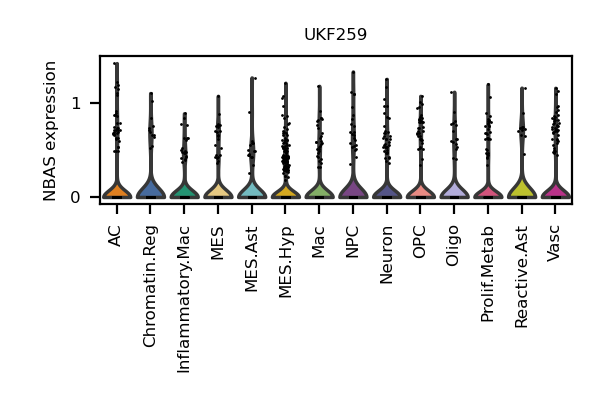 UKF259
NBAS expression
1
0
AC
Chromatin.Reg
Inflammatory.Mac
MES
MES.Ast
MES.Hyp
Mac
NPC
Neuron
OPC
Oligo
Prolif.Metab
Reactive.Ast
Vasc